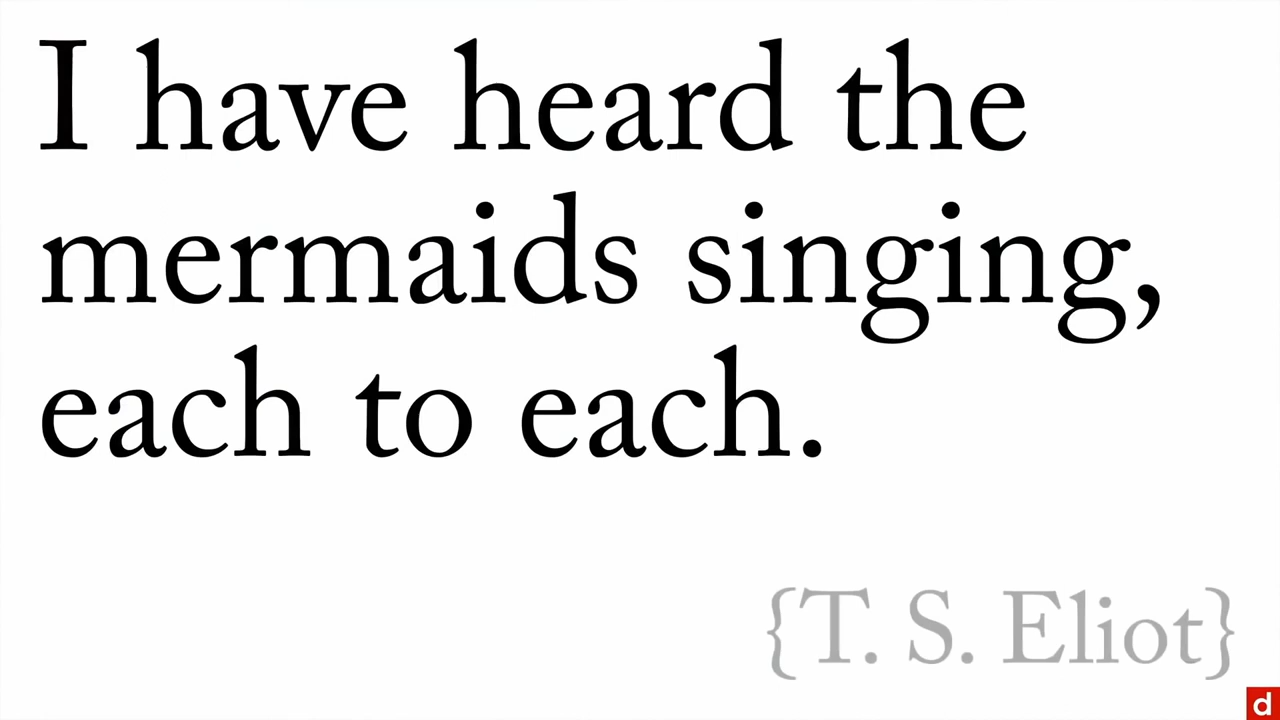 I have heard the
mermaids singing,
each to each.
{T. S. Eliot}
d